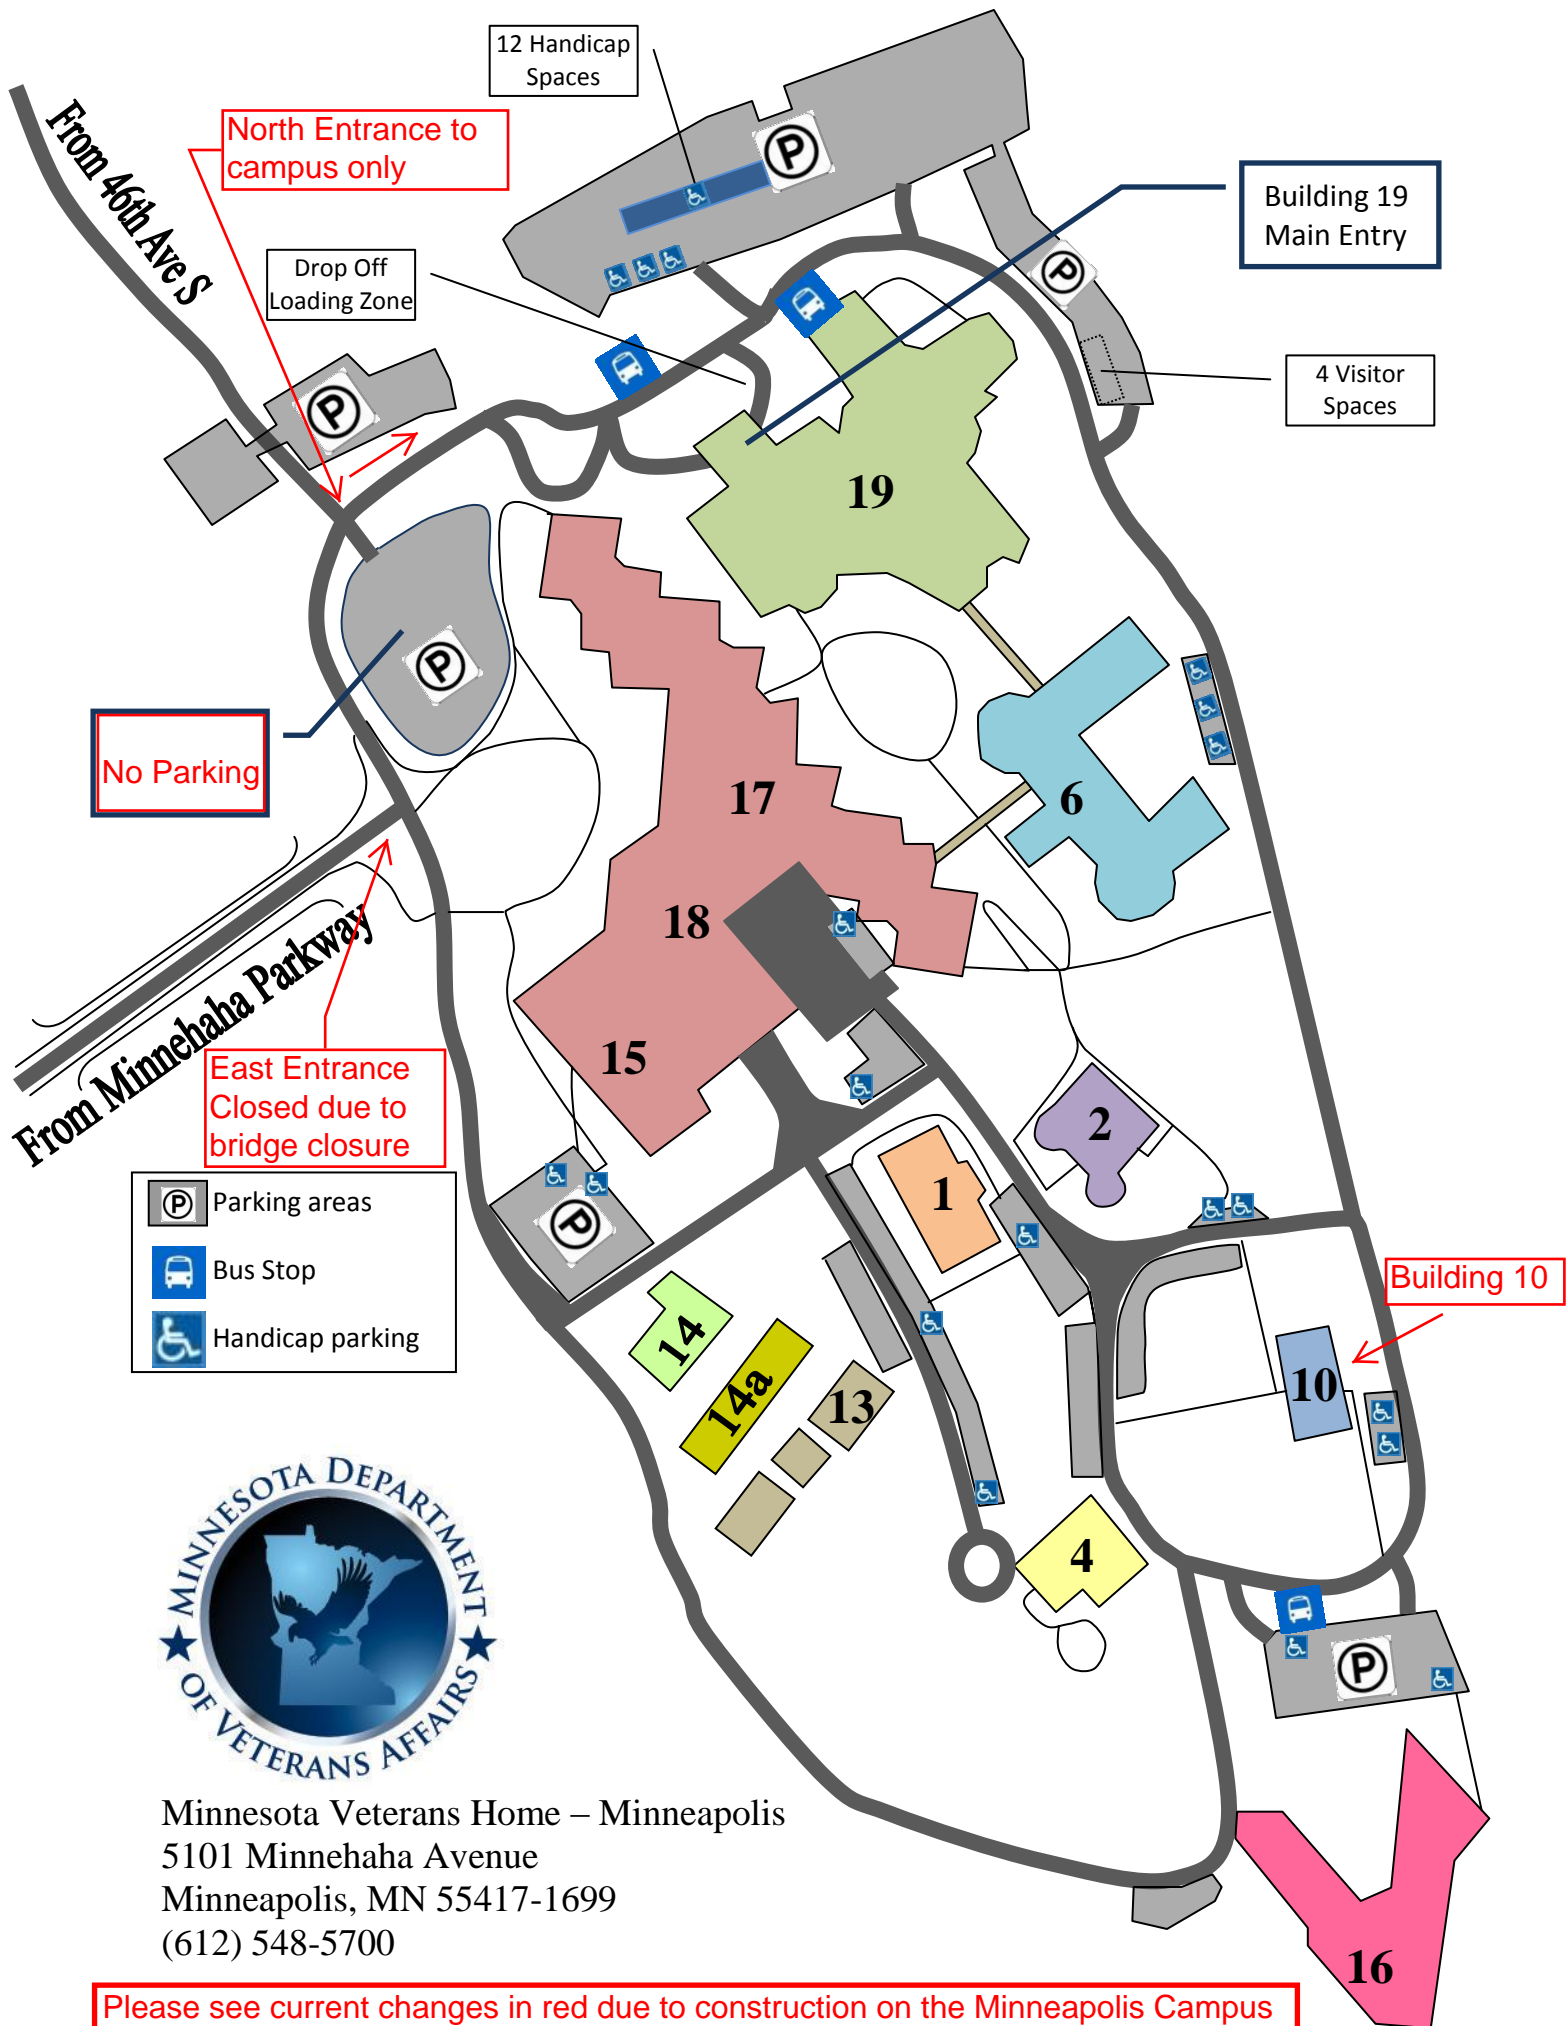 12 Handicap
Spaces
From 46th Ave S
North Entrance to
campus only
P
Building 19
Main Entry
Drop Off
Loading Zone
P
4 Visitor
Spaces
P
19
P
No Parking
17
6
18
From Minnehaha Parkway
15
East Entrance
Closed due to
bridge closure
2
1
P
P Parking areas
Bus Stop
Handicap parking
Building 10
14
14a
13
10
4
P
MINNESOTA DEPARTMENT
OF VETERANS AFFAIRS
Minnesota Veterans Home – Minneapolis
5101 Minnehaha Avenue
Minneapolis, MN 55417-1699
(612) 548-5700
16
Please see current changes in red due to construction on the Minneapolis Campus